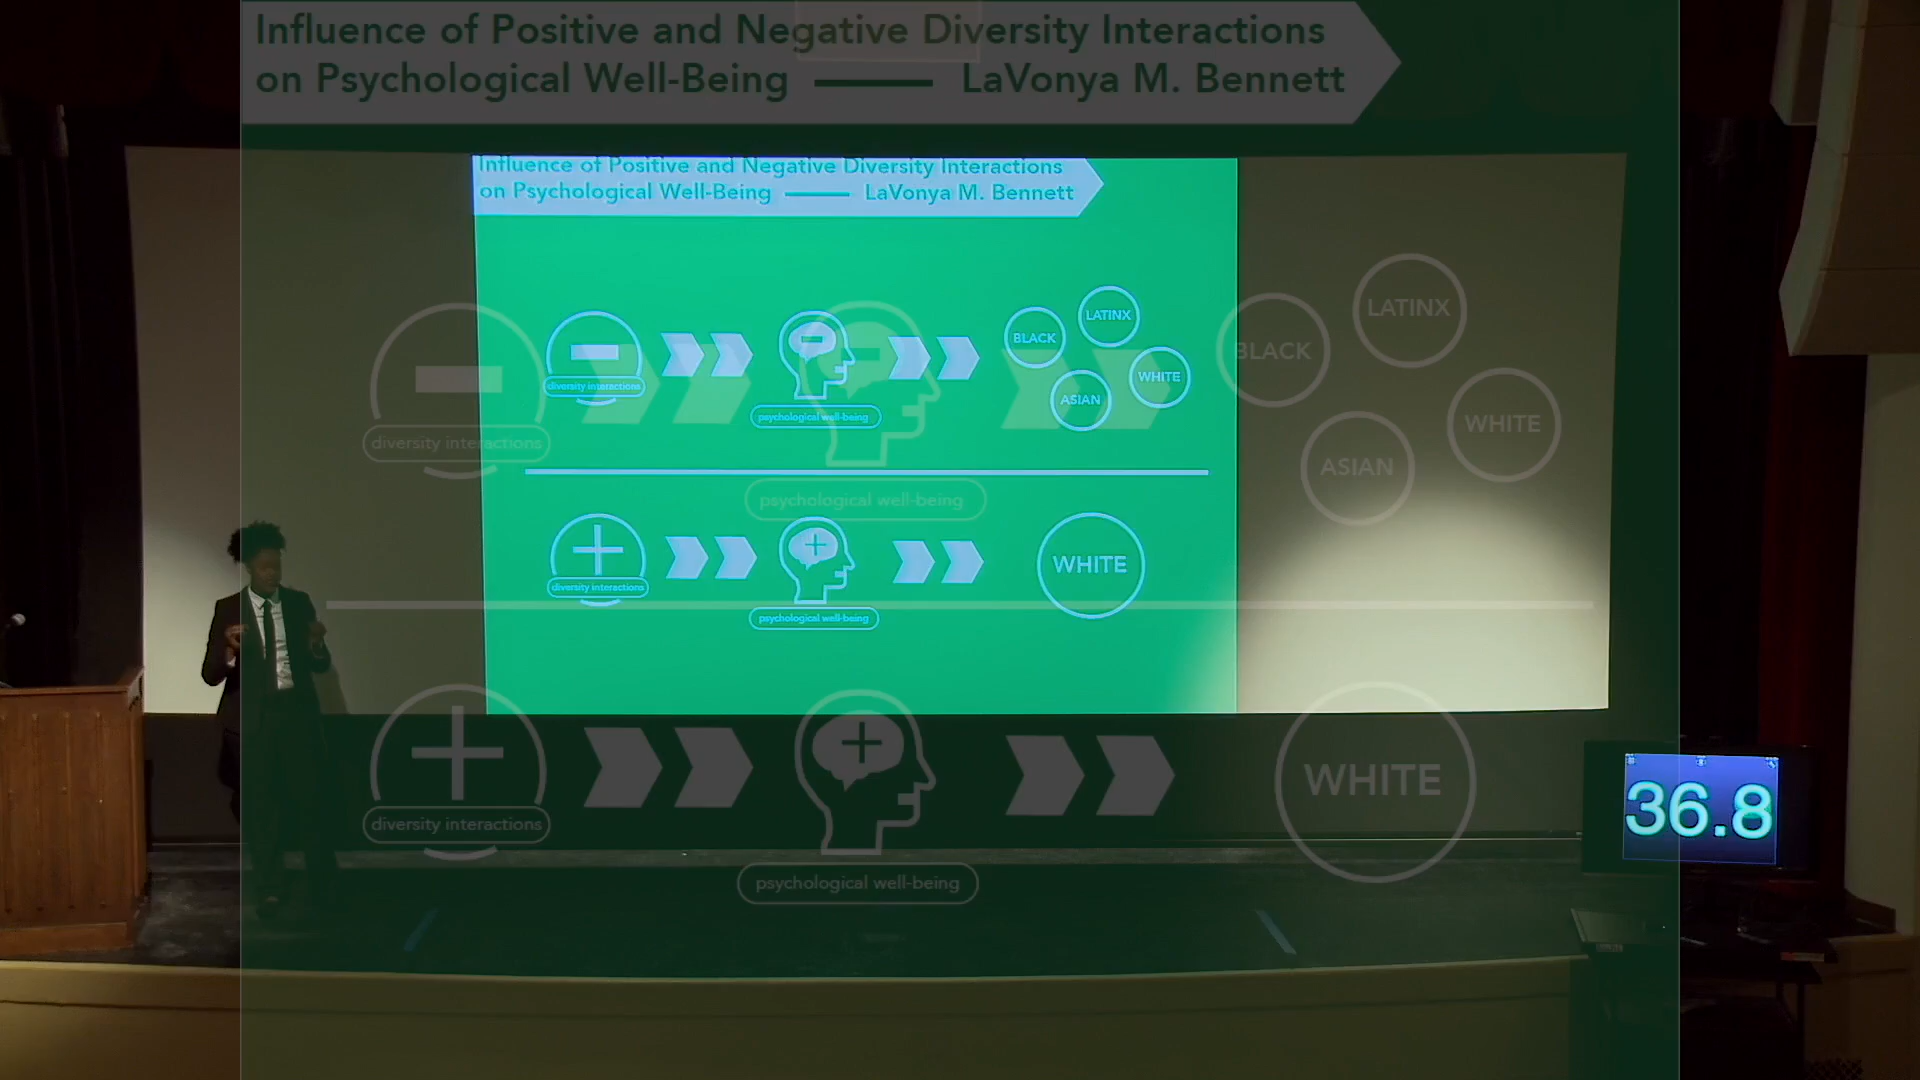 Influence of Positive and Negative Diversity Interactions
on Psychological Well-Being — LaVonya M. Bennett
Influence of Positive and Negative Diversity Interactions
on Psychological Well-Being — LaVonya M. Bennett
LATINX
BLACK
WHITE
ASIAN
diversity interactions
psychological well-being
WHITE
diversity interactions
psychological well-being
LATINX
BLACK
WHITE
ASIAN
diversity interactions
psychological well-being
WHITE
diversity interactions
psychological well-being
36.8